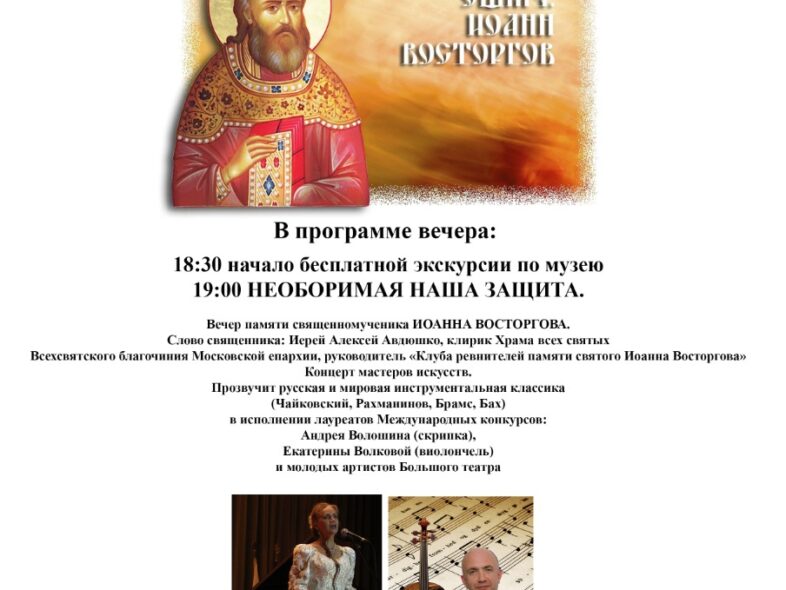 ИОАНН
ВОСТОРГОВ
В программе вечера:
18:30 начало бесплатной экскурсии по музею
19:00 НЕОБОРИМАЯ НАША ЗАЩИТА.
Вечер памяти священномученика ИОАННА ВОСТОРГОВА.
Слово священника: Иерей Алексей Авдюшко, клирик Храма всех святых
Всехсвятского благочиния Московской епархии, руководитель «Клуба ревнителей памяти святого Иоанна Восторгова»
Концерт мастеров искусств.
Прозвучит русская и мировая инструментальная классика
(Чайковский, Рахманинов, Брамс, Бах)
в исполнении лауреатов Международных конкурсов:
Андрея Волошина (скрипка),
Екатерины Волковой (виолончель)
и молодых артистов Большого театра